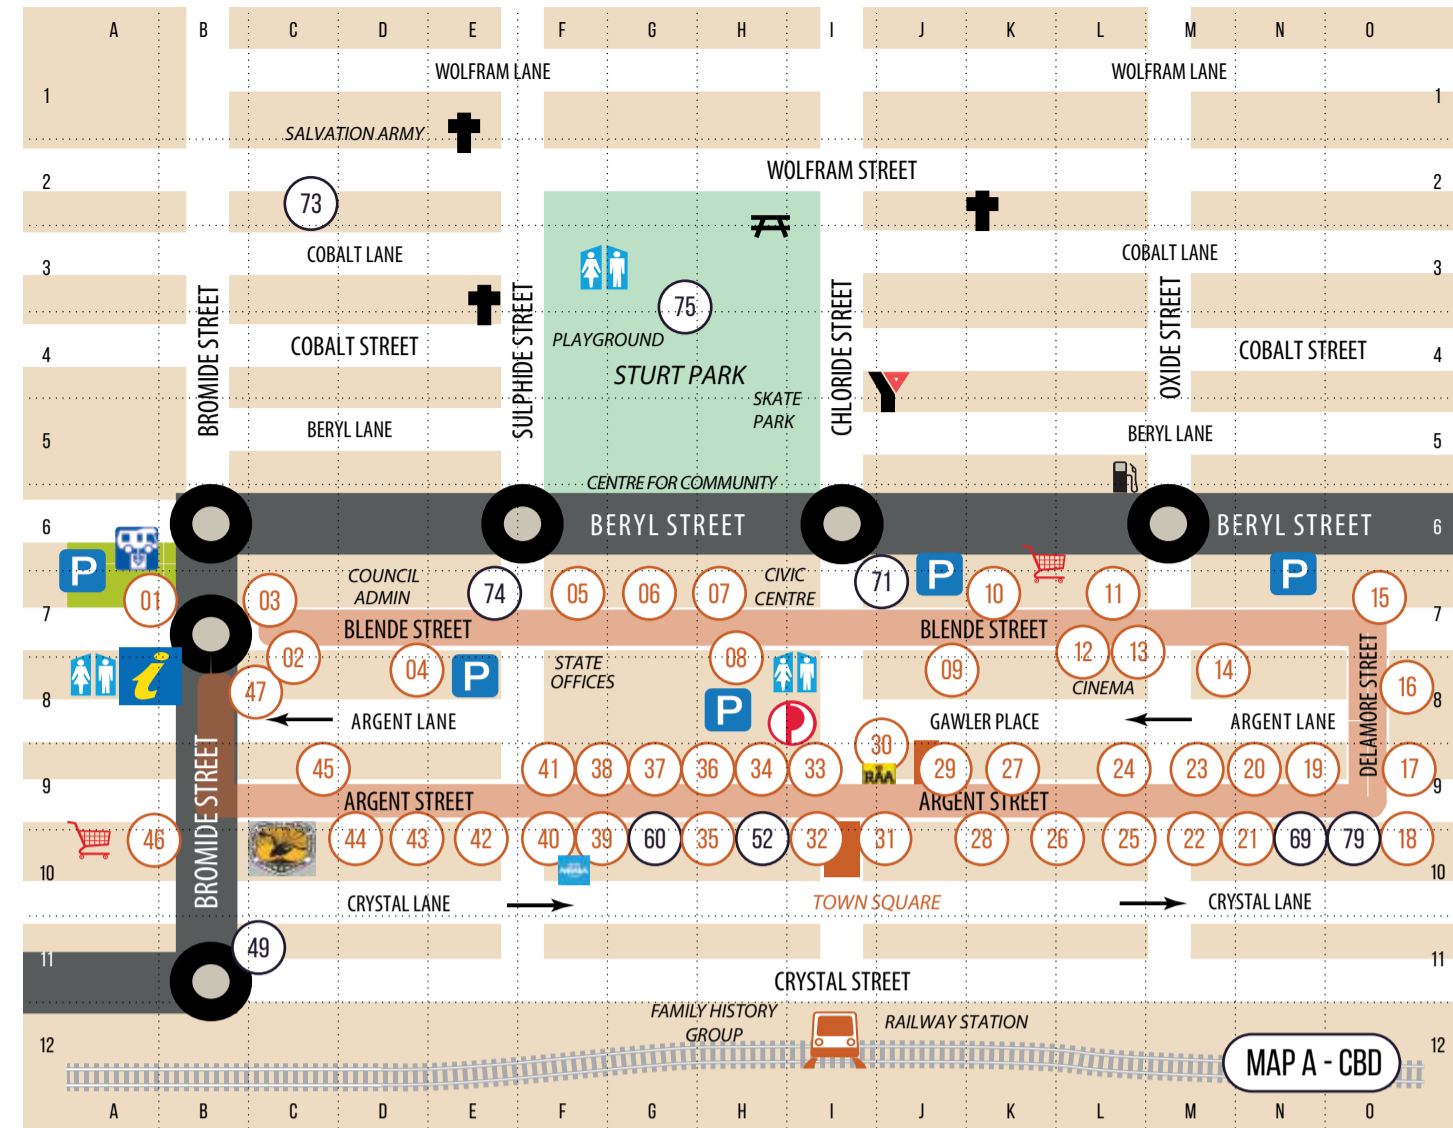 A B C D E F G H I J K L M N O
WOLFRAM LANE WOLFRAM LANE
1 1
SALVATION ARMY
WOLFRAM STREET
2 2
73
COBALT LANE COBALT LANE
3 3
75
BROMIDE STREET
SULPHIDE STREET
CHLORIDE STREET
OXIDE STREET
PLAYGROUND
COBALT STREET COBALT STREET
4 4
STURT PARK
SKATE
PARK
BERYL LANE BERYL LANE
5 5
CENTRE FOR COMMUNITY
6 BERYL STREET BERYL STREET 6
P
COUNCIL
ADMIN
CIVIC
CENTRE
71 P P
01 03 74 05 06 07 10 11 15
7 7
BLENDE STREET BLENDE STREET
02 04 P 08 09 12 13 14
STATE
OFFICES
CINEMA
i 47 16
8 P 8
DELAMORE STREET
ARGENT LANE GAWLER PLACE ARGENT LANE
P
30
RAA
45 41 38 37 36 34 33 29 27 24 23 20 19 17
9 9
ARGENT STREET ARGENT STREET
BROMIDE STREET
46 44 43 42 40 39 60 35 52 32 31 28 26 25 22 21 69 79 18
10 10
CRYSTAL LANE TOWN SQUARE CRYSTAL LANE
49
11 11
CRYSTAL STREET
FAMILY HISTORY
GROUP
RAILWAY STATION
12 12
MAP A - CBD
A B C D E F G H I J K L M N O